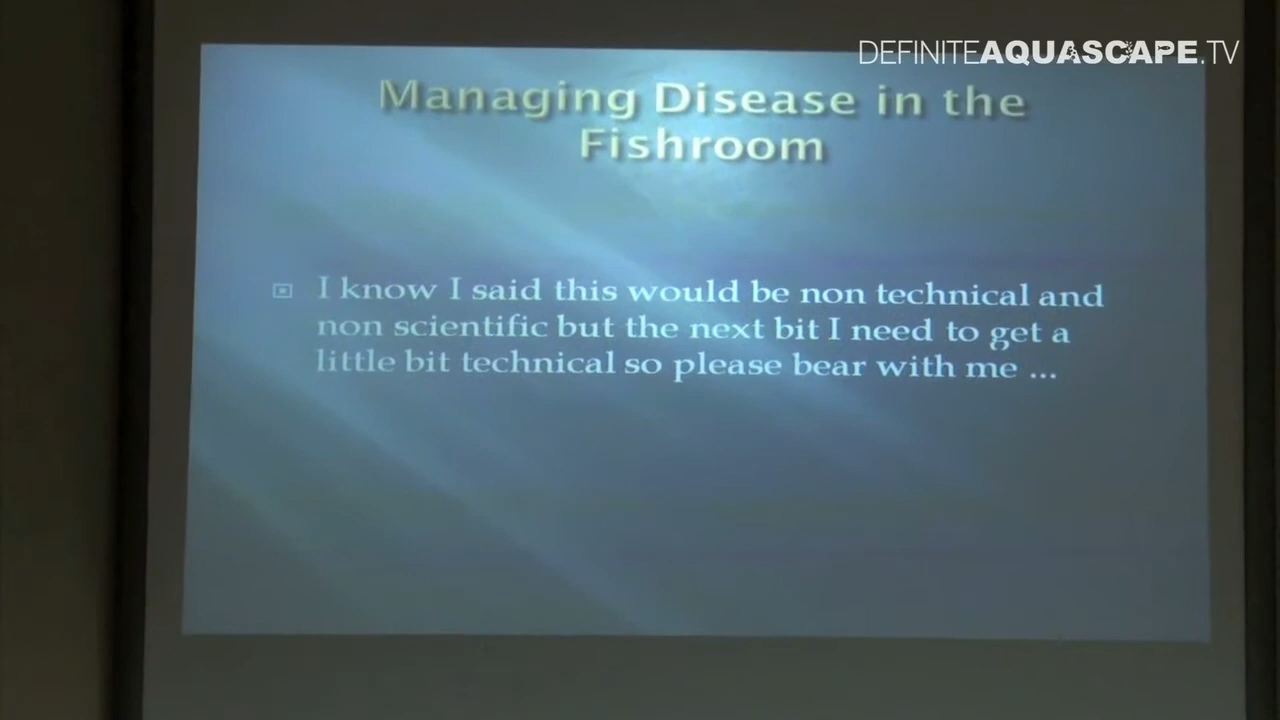 DEFINITEAQUASCAPE.TV
Managing Disease in the
Fishroom
I know I said this would be non technical and
non scientific but the next bit I need to get a
little bit technical so please bear with me ...